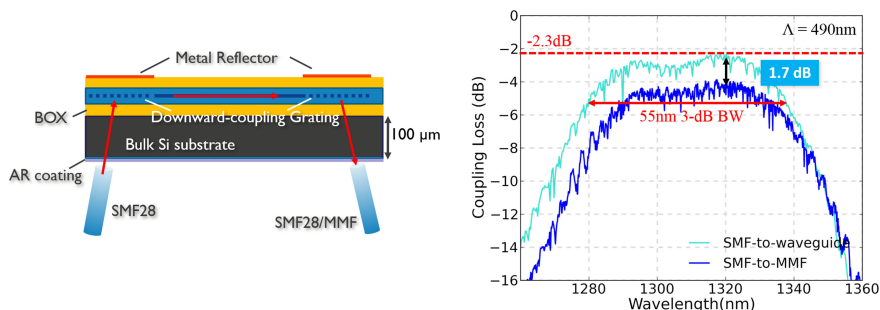 Metal Reflector
BOX
Downward-coupling Grating
100 μm
Bulk Si substrate
AR coating
SMF28
SMF28/MMF
0
−2
−4
−6
−8
−10
−12
−14
−16
Coupling Loss (dB)
Λ = 490nm
-2.3dB
1.7 dB
55nm 3-dB BW
SMF-to-waveguide
SMF-to-MMF
1280
1300
1320
1340
1360
Wavelength(nm)